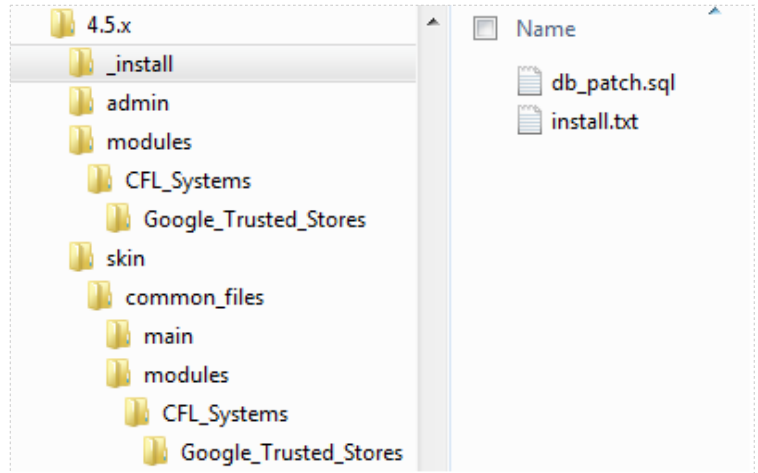 4.5.x
_install
admin
modules
CFL_Systems
Google_Trusted_Stores
skin
common_files
main
modules
CFL_Systems
Google_Trusted_Stores
Name
db_patch.sql
install.txt